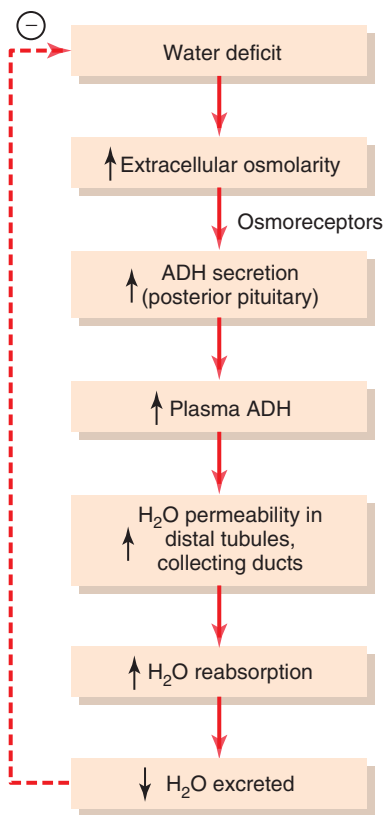 −
Water deficit
↑ Extracellular osmolarity
Osmoreceptors
↑ ADH secretion
(posterior pituitary)
↑ Plasma ADH
H₂O permeability in
↑ distal tubules,
collecting ducts
↑ H₂O reabsorption
↓ H₂O excreted